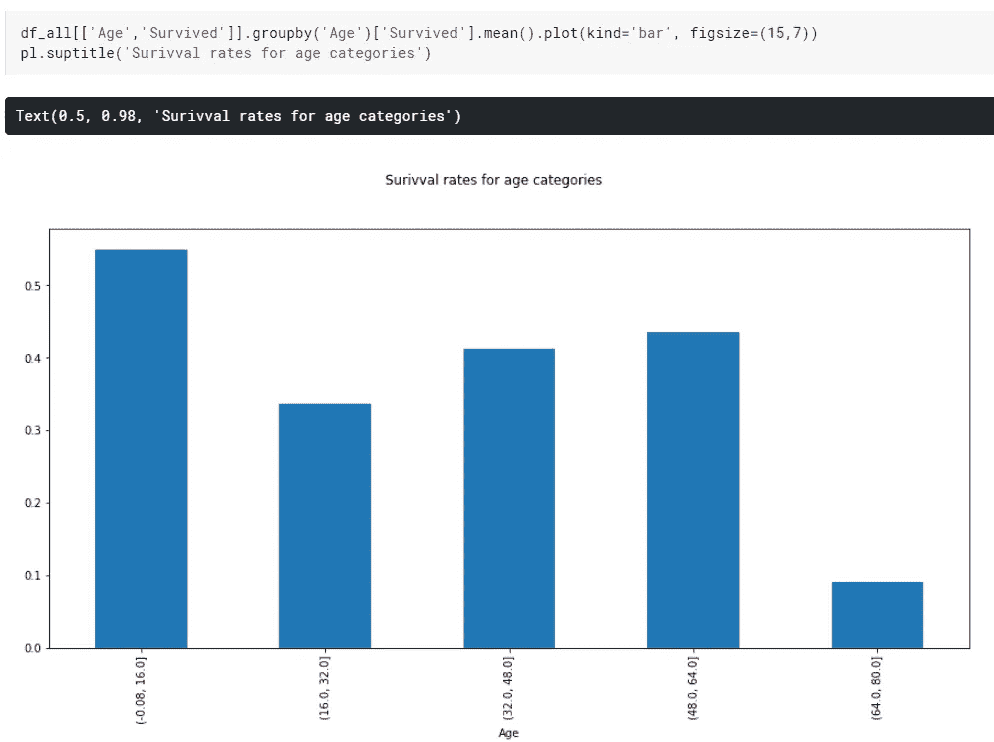 df_all[['Age','Survived']].groupby('Age')['Survived'].mean().plot(kind='bar', figsize=(15,7))
pl.suptitle('Surivval rates for age categories')
Text(0.5, 0.98, 'Surivval rates for age categories')
Surivval rates for age categories
0.5
0.4
0.3
0.2
0.1
0.0
(-0.08, 16.0]
(16.0, 32.0]
(32.0, 48.0]
(48.0, 64.0]
(64.0, 80.0]
Age